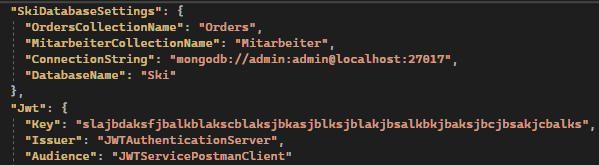 "SkiDatabaseSettings": {
"OrdersCollectionName": "Orders",
"MitarbeiterCollectionName": "Mitarbeiter",
"ConnectionString": "mongodb://admin:admin@localhost:27017",
"DatabaseName": "Ski"
},
"Jwt": {
"Key": "slajbdaksfjbalkblakscblaksjbkasjblksjblakjbsalkbkjbaksjbcjbsakjcbalks",
"Issuer": "JWTAuthenticationServer",
"Audience": "JWTServicePostmanClient"